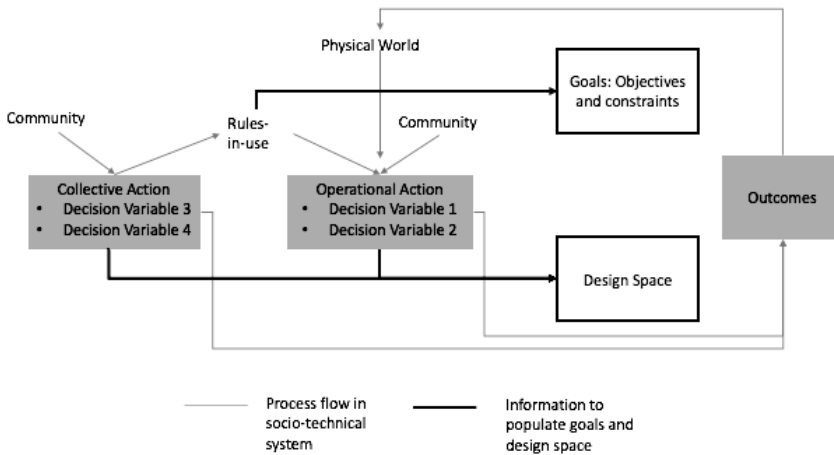 Physical World
Goals: Objectives
and constraints
Community
Rules-
in-use
Community
Collective Action
• Decision Variable 3
• Decision Variable 4
Operational Action
• Decision Variable 1
• Decision Variable 2
Outcomes
Design Space
Process flow in
socio-technical
system
Information to
populate goals and
design space